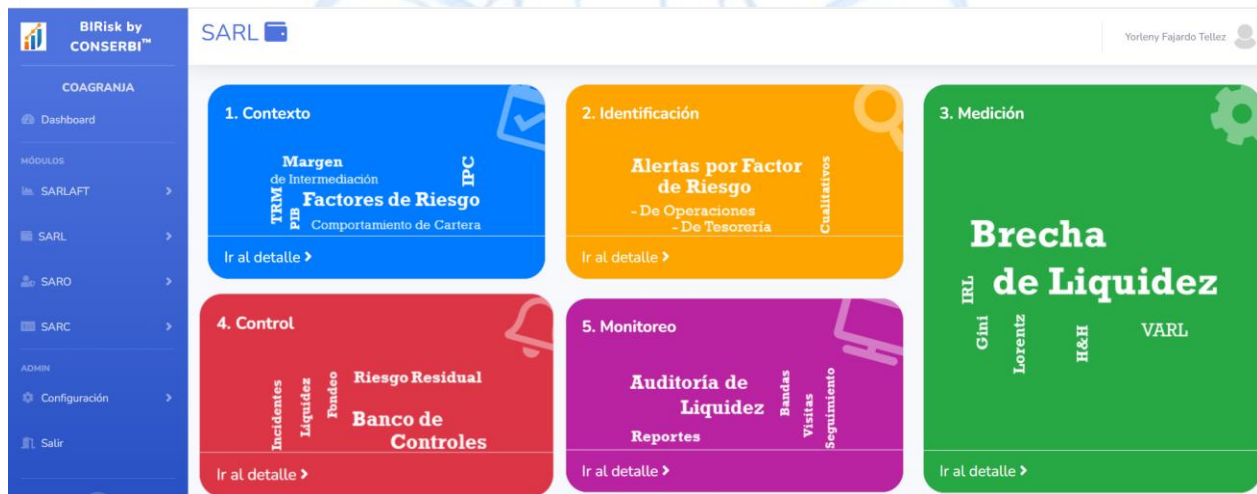 BIRisk by
CONSERBI™
COAGRANJA
Dashboard
MÓDULOS
SARLAFT
SARL
SARO
SARC
ADMIN
Configuración
Salir
SARL
Yorleny Fajardo Tellez
1. Contexto
Margen
de Intermediación
IPC
TRM
PIB
Factores de Riesgo
Comportamiento de Cartera
Ir al detalle
2. Identificación
Alertas por Factor
de Riesgo
- De Operaciones
- De Tesorería
Cualitativos
Ir al detalle
3. Medición
Brecha
de Liquidez
IRL
Gini
Lorentz
H&H
VARL
Ir al detalle
4. Control
Incidentes
Liquidez
Fondeo
Riesgo Residual
Banco de
Controles
Ir al detalle
5. Monitoreo
Auditoría de
Liquidez
Bandas
Visitas
Seguimiento
Reportes
Ir al detalle